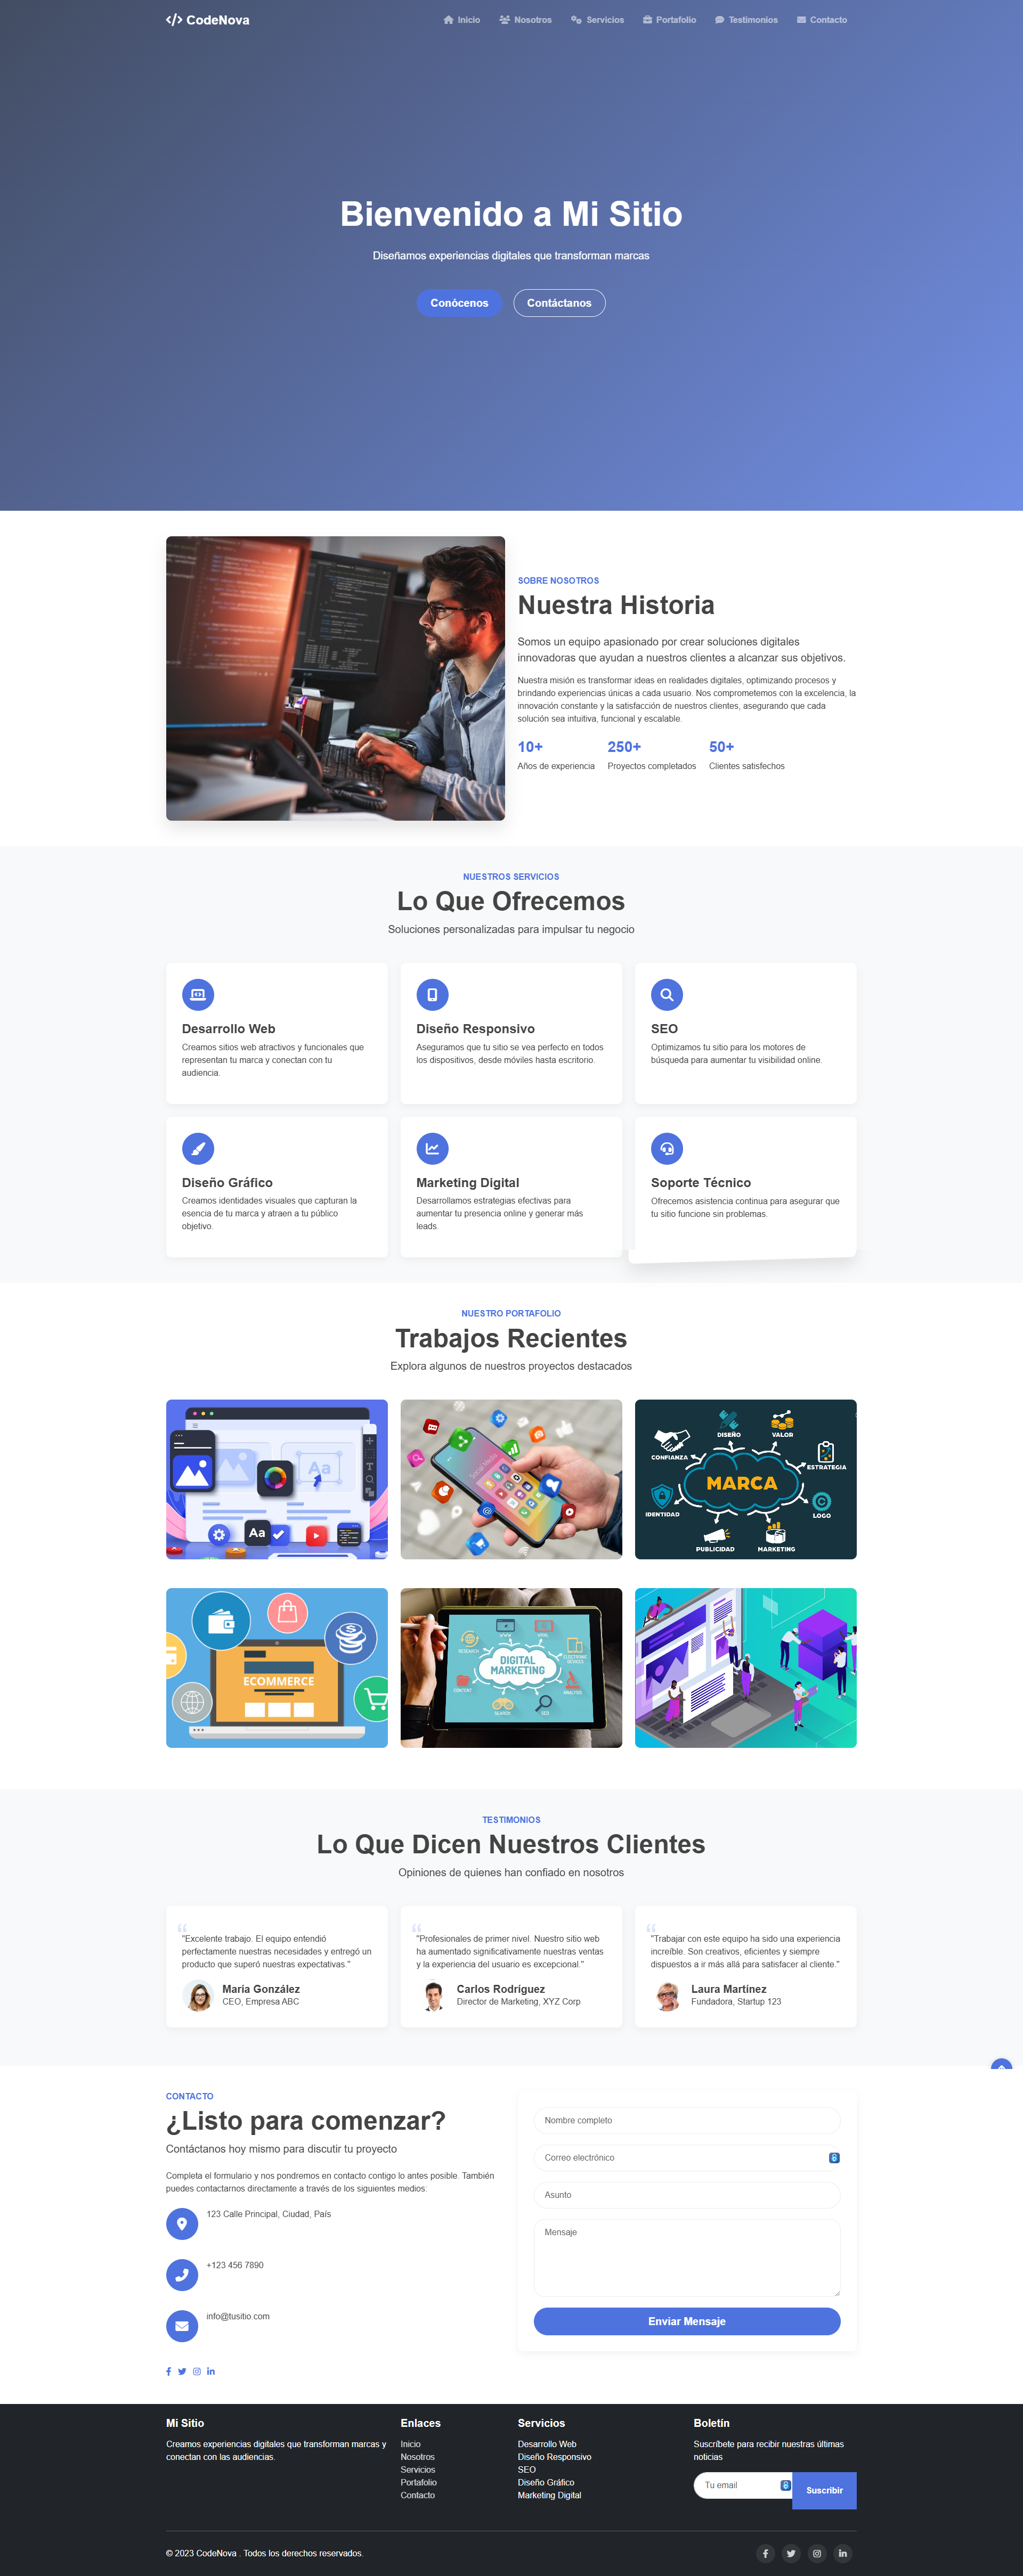 CodeNova
Inicio
Nosotros
Servicios
Portafolio
Testimonios
Contacto
Bienvenido a Mi Sitio
Diseñamos experiencias digitales que transforman marcas
Conócenos
Contáctanos
SOBRE NOSOTROS
Nuestra Historia
Somos un equipo apasionado por crear soluciones digitales
innovadoras que ayudan a nuestros clientes a alcanzar sus objetivos.
Nuestra misión es transformar ideas en realidades digitales, optimizando procesos y
brindando experiencias únicas a cada usuario. Nos comprometemos con la excelencia, la
innovación constante y la satisfacción de nuestros clientes, asegurando que cada
solución sea intuitiva, funcional y escalable.
10+
Años de experiencia
250+
Proyectos completados
50+
Clientes satisfechos
NUESTROS SERVICIOS
Lo Que Ofrecemos
Soluciones personalizadas para impulsar tu negocio
Desarrollo Web
Creamos sitios web atractivos y funcionales que
representan tu marca y conectan con tu
audiencia.
Diseño Responsivo
Aseguramos que tu sitio se vea perfecto en todos
los dispositivos, desde móviles hasta escritorio.
SEO
Optimizamos tu sitio para los motores de
búsqueda para aumentar tu visibilidad online.
Diseño Gráfico
Creamos identidades visuales que capturan la
esencia de tu marca y atraen a tu público
objetivo.
Marketing Digital
Desarrollamos estrategias efectivas para
aumentar tu presencia online y generar más
leads.
Soporte Técnico
Ofrecemos asistencia continua para asegurar que
tu sitio funcione sin problemas.
NUESTRO PORTAFOLIO
Trabajos Recientes
Explora algunos de nuestros proyectos destacados
Aa
Aa
T
Social Media
DISEÑO
VALOR
CONFIANZA
ESTRATEGIA
MARCA
IDENTIDAD
LOGO
PUBLICIDAD
MARKETING
ECOMMERCE
WWW
VIRAL
RESEARCH
ELECTRONIC
DEVICES
DIGITAL
MARKETING
CONTENT
ANALYSIS
SEARCH
SEO
TESTIMONIOS
Lo Que Dicen Nuestros Clientes
Opiniones de quienes han confiado en nosotros
"Excelente trabajo. El equipo entendió
perfectamente nuestras necesidades y entregó un
producto que superó nuestras expectativas."
María González
CEO, Empresa ABC
"Profesionales de primer nivel. Nuestro sitio web
ha aumentado significativamente nuestras ventas
y la experiencia del usuario es excepcional."
Carlos Rodríguez
Director de Marketing, XYZ Corp
"Trabajar con este equipo ha sido una experiencia
increíble. Son creativos, eficientes y siempre
dispuestos a ir más allá para satisfacer al cliente."
Laura Martínez
Fundadora, Startup 123
CONTACTO
¿Listo para comenzar?
Contáctanos hoy mismo para discutir tu proyecto
Completa el formulario y nos pondremos en contacto contigo lo antes posible. También
puedes contactarnos directamente a través de los siguientes medios:
123 Calle Principal, Ciudad, País
+123 456 7890
info@tusitio.com
Nombre completo
Correo electrónico
Asunto
Mensaje
Enviar Mensaje
Mi Sitio
Creamos experiencias digitales que transforman marcas y
conectan con las audiencias.
Enlaces
Inicio
Nosotros
Servicios
Portafolio
Contacto
Servicios
Desarrollo Web
Diseño Responsivo
SEO
Diseño Gráfico
Marketing Digital
Boletín
Suscríbete para recibir nuestras últimas
noticias
Tu email
Suscribir
© 2023 CodeNova . Todos los derechos reservados.